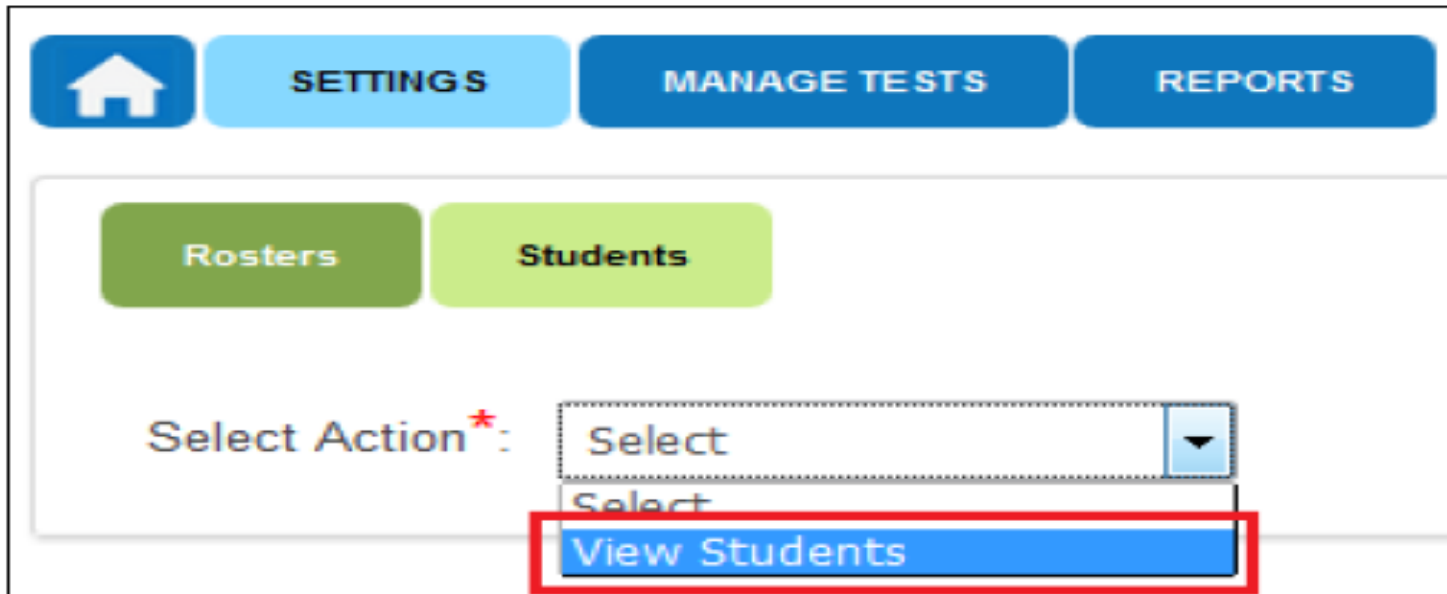 SETTINGS MANAGE TESTS REPORTS
Rosters Students
Select Action*: Select
Select
View Students